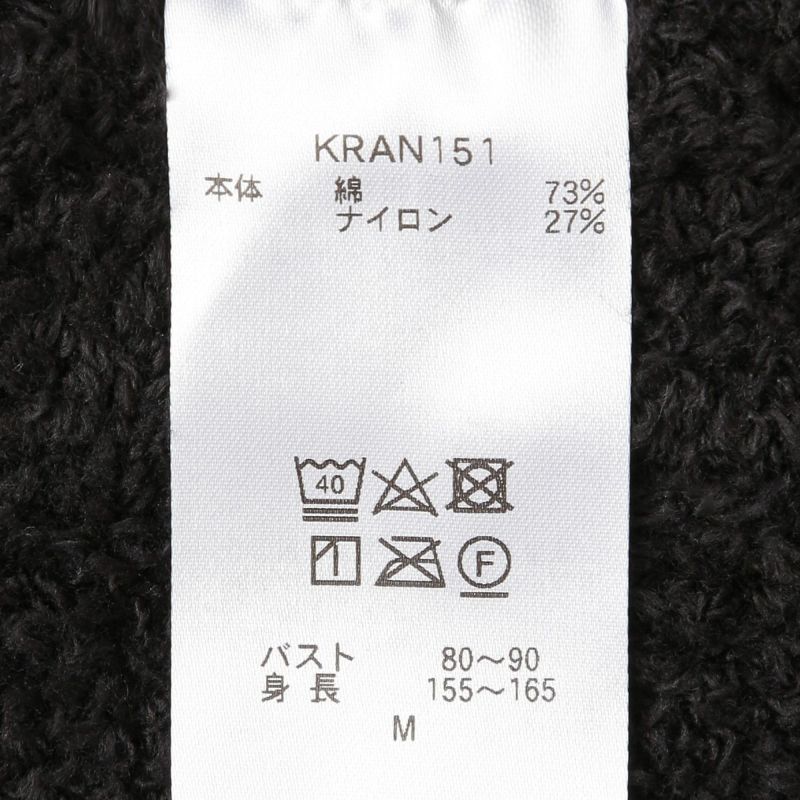 KRAN151
本体 綿 73%
ナイロン 27%
40
F
バスト 80～90
身長 155～165
M